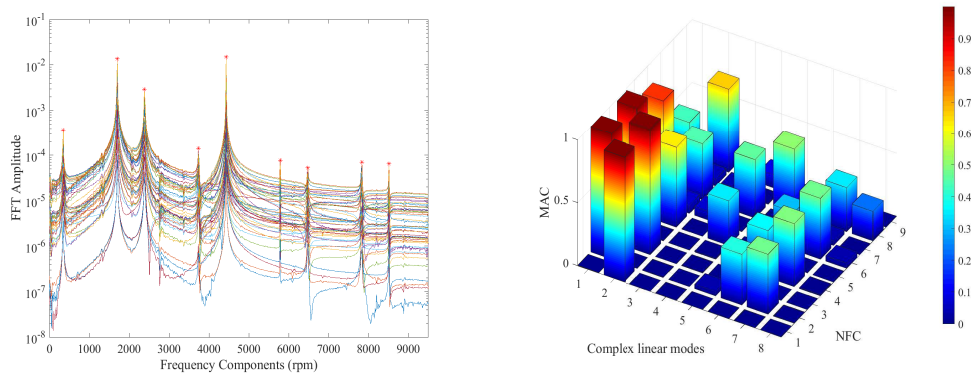 10^-1
10^-2
10^-3
10^-4
10^-5
10^-6
10^-7
10^-8
FFT Amplitude
0 1000 2000 3000 4000 5000 6000 7000 8000 9000
Frequency Components (rpm)
1
0.5
0
MAC
1 2 3 4 5 6 7 8
Complex linear modes
1 2 3 4 5 6 7 8 9
NFC
0.9
0.8
0.7
0.6
0.5
0.4
0.3
0.2
0.1
0